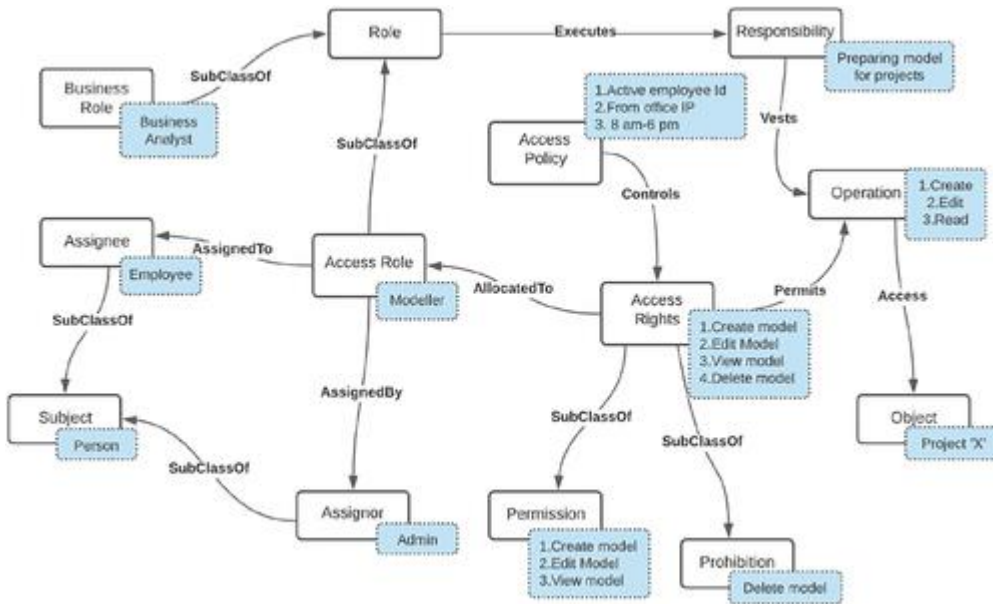 Role
Executes
Responsibility
Preparing model
for projects
SubClassOf
Business
Role
Business
Analyst
1.Active employee Id
2.From office IP
3. 8 am-6 pm
Access
Policy
Vests
SubClassOf
Controls
Operation
1.Create
2.Edit
3.Read
Assignee
Employee
AssignedTo
Access Role
Modeller
AllocatedTo
Access
Rights
1.Create model
2.Edit Model
3.View model
4.Delete model
Permits
Access
SubClassOf
AssignedBy
Subject
Person
SubClassOf
SubClassOf
SubClassOf
Object
Project 'X'
Assignor
Admin
Permission
1.Create model
2.Edit Model
3.View model
Prohibition
Delete model